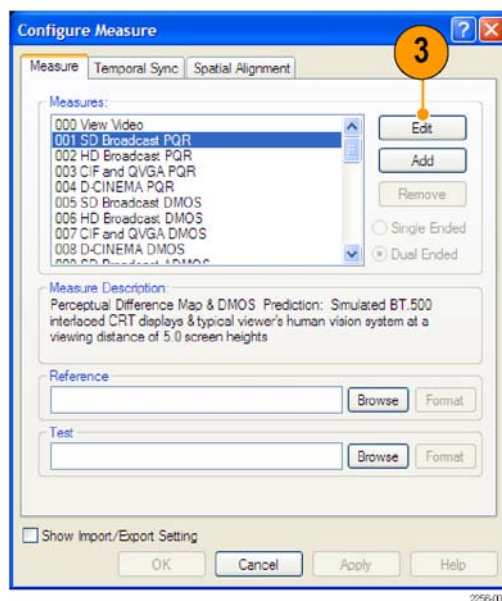 Configure Measure
3
Measure Temporal Sync Spatial Alignment
Measures:
000 View Video
001 SD Broadcast PQR
002 HD Broadcast PQR
003 CIF and QVGA PQR
004 D-CINEMA PQR
005 SD Broadcast DMOS
006 HD Broadcast DMOS
007 CIF and QVGA DMOS
008 D-CINEMA DMOS
009 SD Broadcast ADMOS
Edit
Add
Remove
Single Ended
Dual Ended
Measure Description:
Perceptual Difference Map & DMOS Prediction: Simulated BT.500
interlaced CRT displays & typical viewer's human vision system at a
viewing distance of 5.0 screen heights
Reference
Browse Format
Test
Browse Format
Show Import/Export Setting
OK Cancel Apply Help